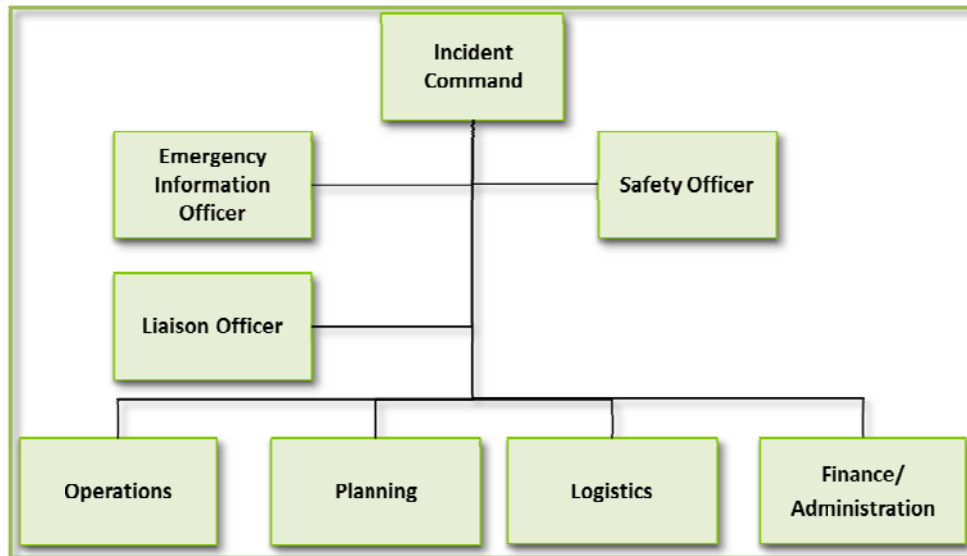 Incident
Command
Emergency
Information
Officer
Safety Officer
Liaison Officer
Operations
Planning
Logistics
Finance/
Administration